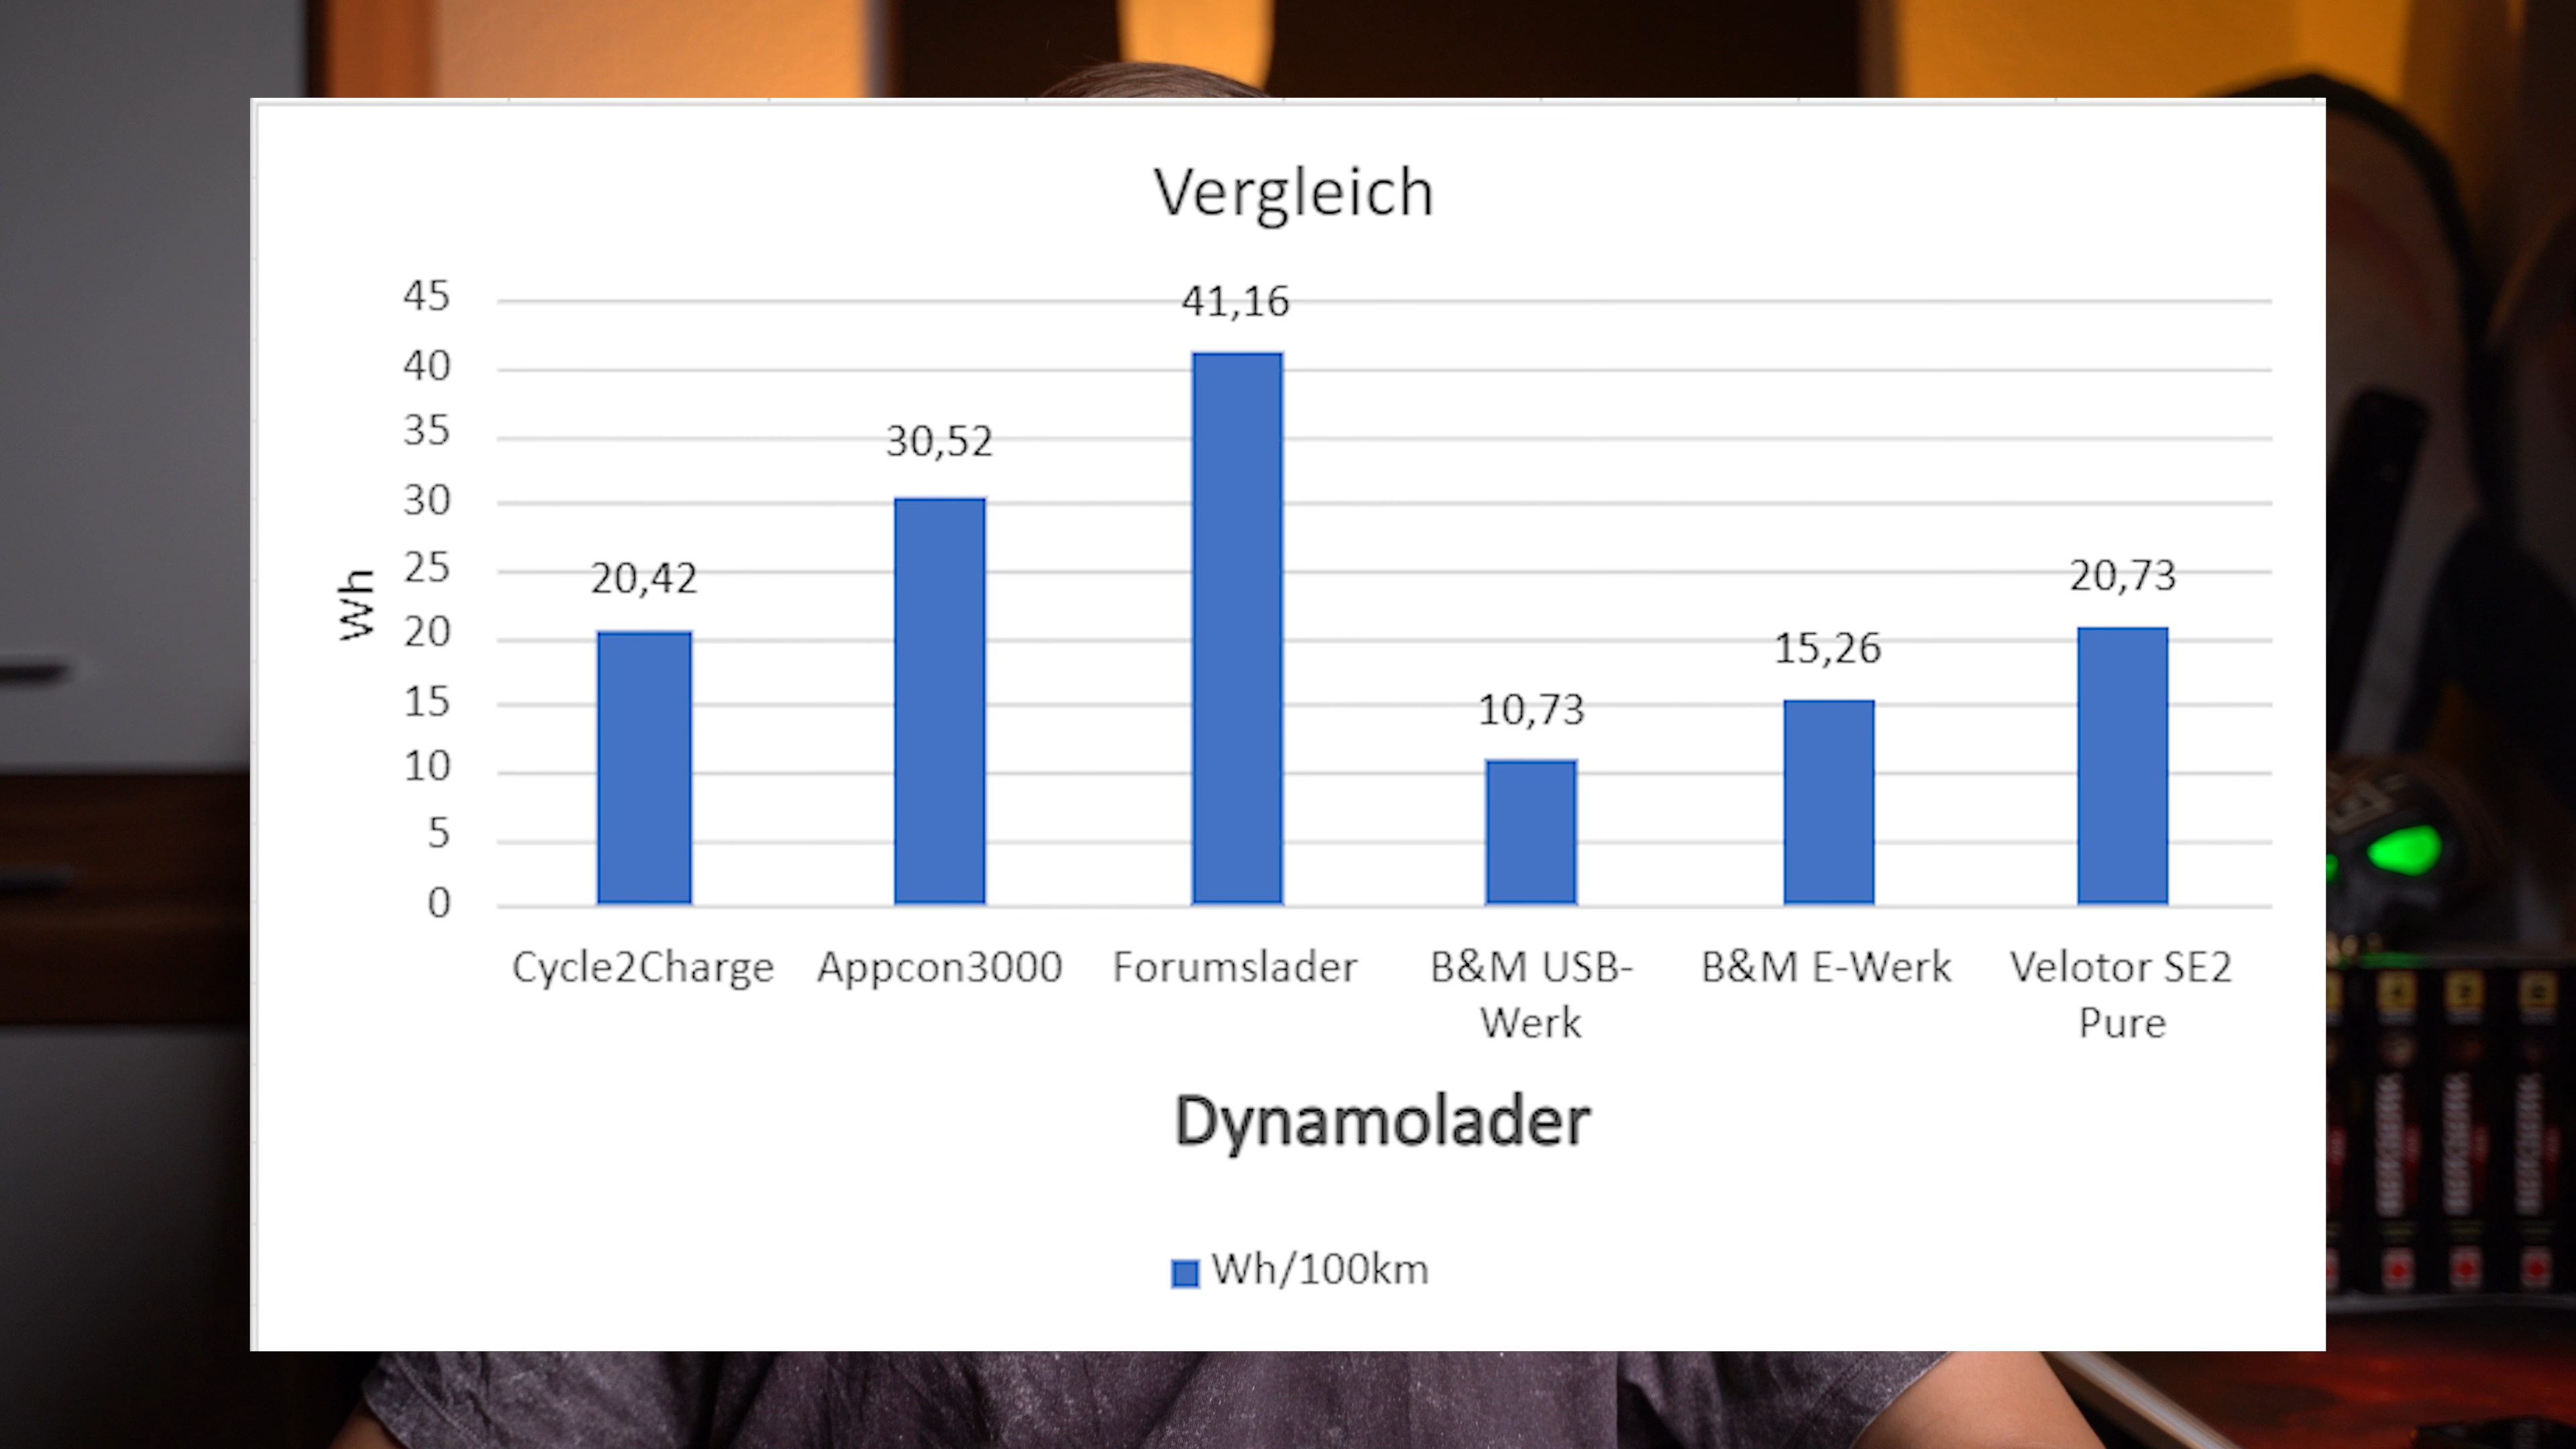 Vergleich
45
40
35
30
25
20
15
10
5
0
Wh
20,42
30,52
41,16
10,73
15,26
20,73
Cycle2Charge
Appcon3000
Forumslader
B&M USB-
Werk
B&M E-Werk
Velotor SE2
Pure
Dynamolader
Wh/100km